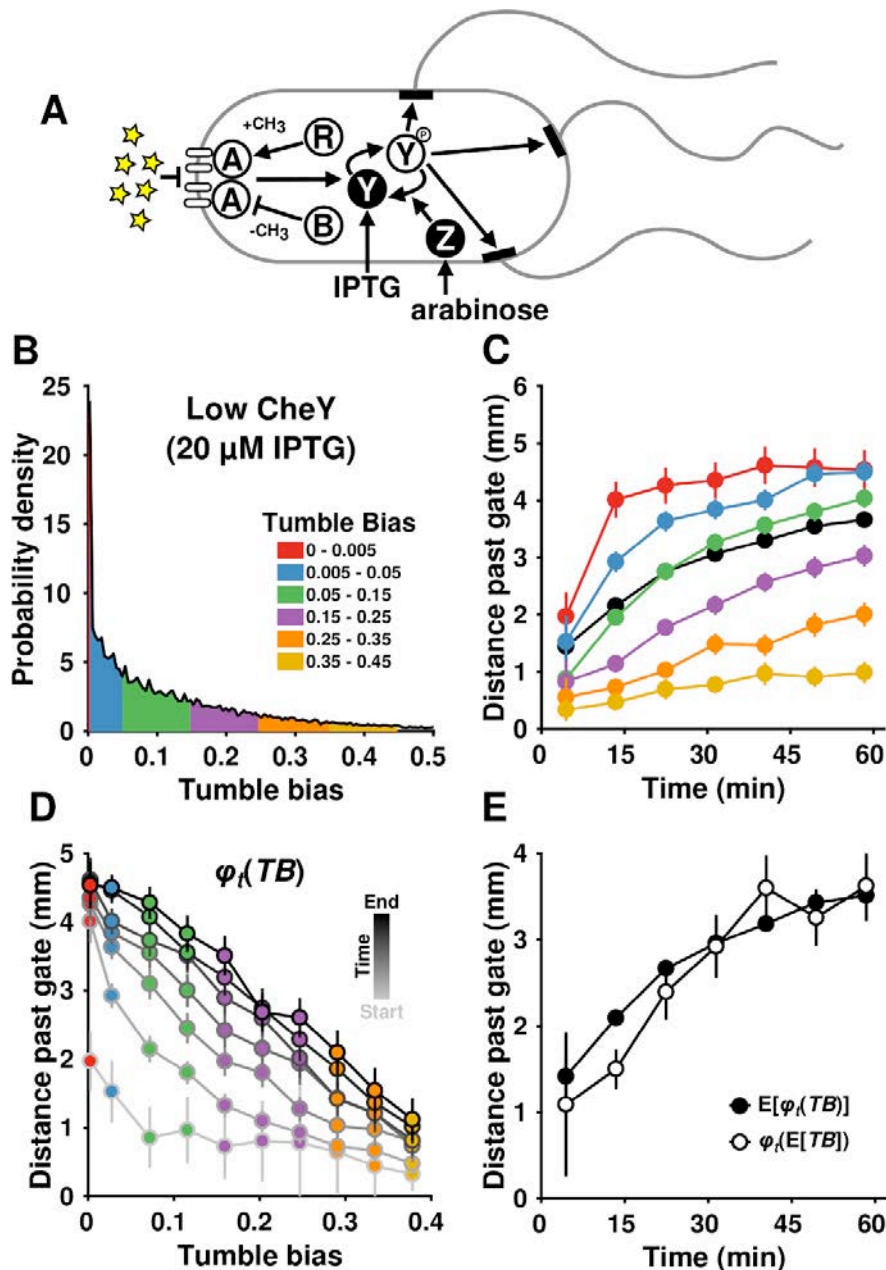 A
+CH3
R
A
A
Y
P
Y
-CH3
B
Z
IPTG
arabinose
B
Low CheY
(20 µM IPTG)
Tumble Bias
0 - 0.005
0.005 - 0.05
0.05 - 0.15
0.15 - 0.25
0.25 - 0.35
0.35 - 0.45
Probability density
25
20
15
10
5
0
0 0.1 0.2 0.3 0.4 0.5
Tumble bias
C
Distance past gate (mm)
6
5
4
3
2
1
0
0 15 30 45 60
Time (min)
D
φt(TB)
End
Time
Start
Distance past gate (mm)
5
4
3
2
1
0
0 0.1 0.2 0.3 0.4
Tumble bias
E
Distance past gate (mm)
4
3
2
1
0
0 15 30 45 60
Time (min)
E[φt(TB)]
φt(E[TB])